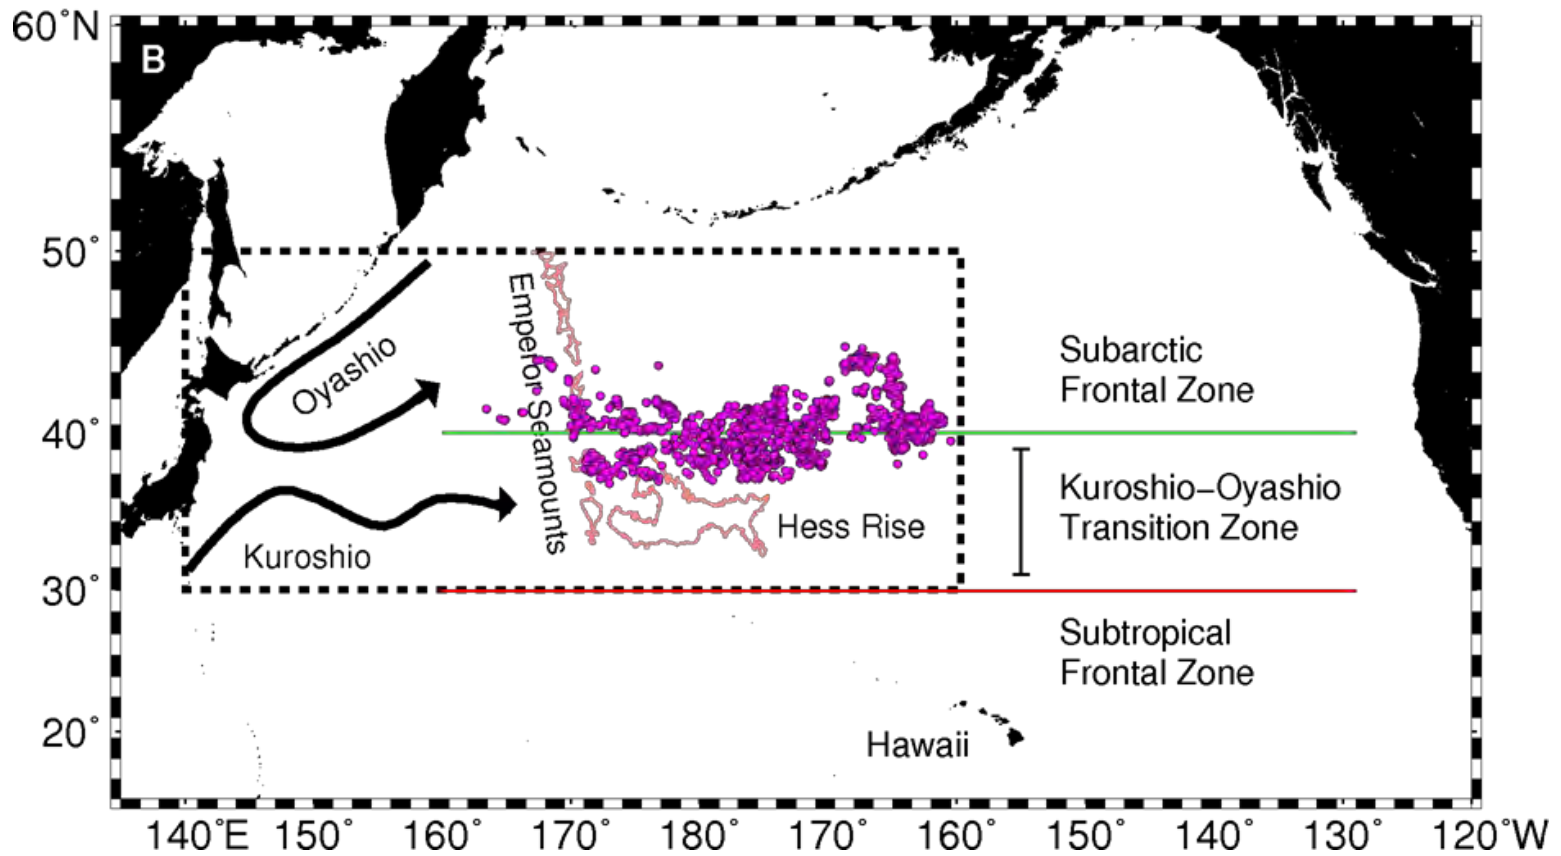 60°N
B
50°
40°
30°
20°
Emperor Seamounts
Oyashio
Kuroshio
Hess Rise
Subarctic
Frontal Zone
Kuroshio–Oyashio
Transition Zone
Subtropical
Frontal Zone
Hawaii
140°E 150° 160° 170° 180° 170° 160° 150° 140° 130° 120°W